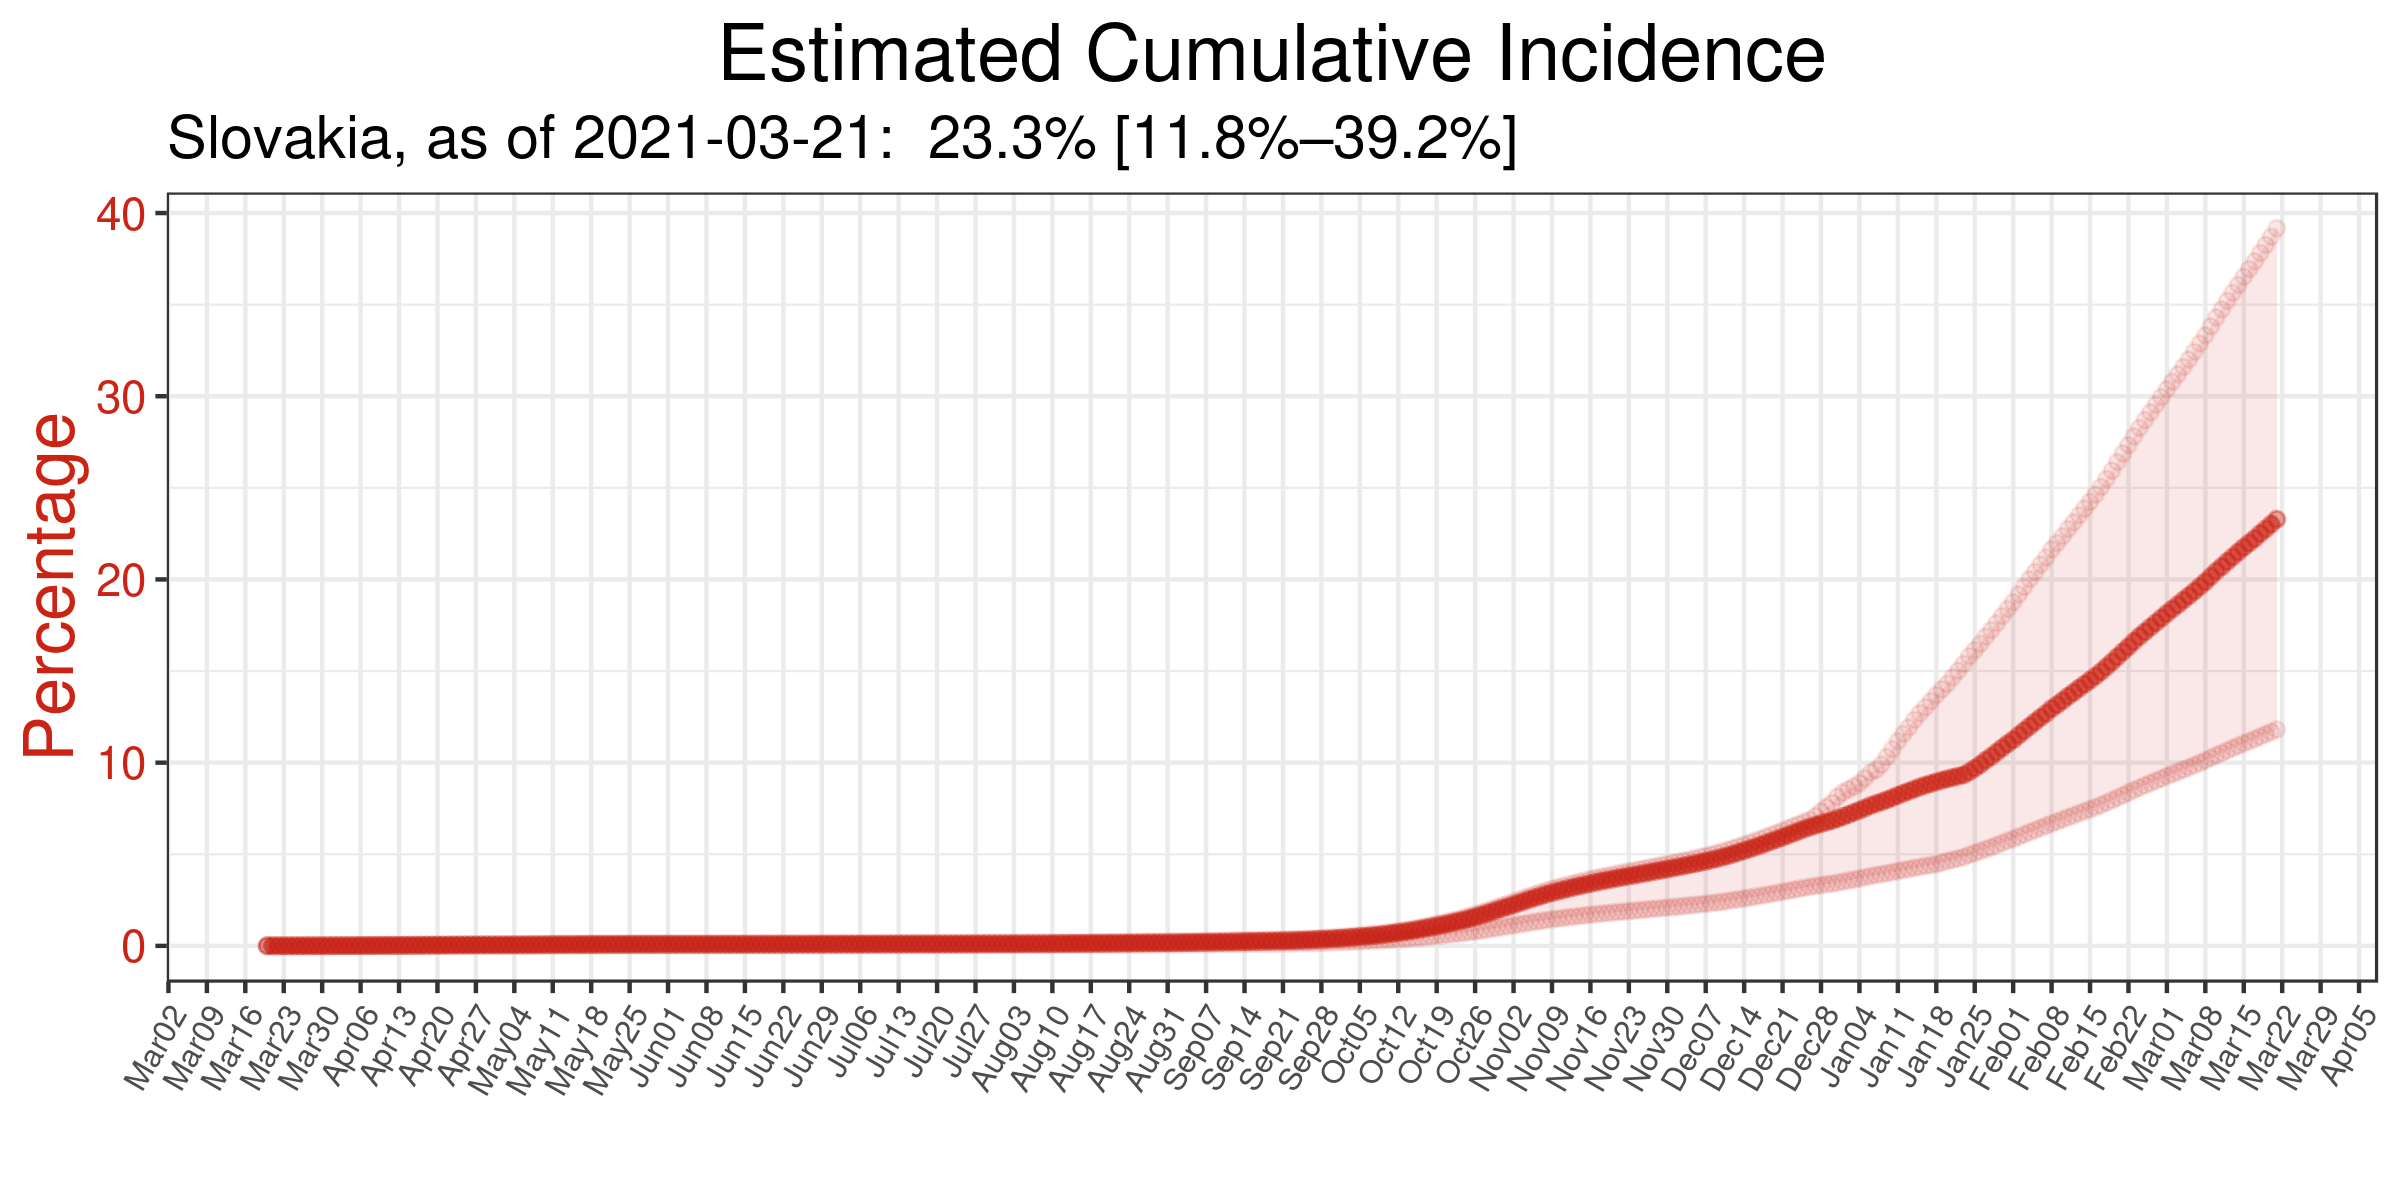 Estimated Cumulative Incidence
Slovakia, as of 2021-03-21:  23.3% [11.8%–39.2%]
Percentage
40
30
20
10
0
Mar02
Mar09
Mar16
Mar23
Mar30
Apr06
Apr13
Apr20
Apr27
May04
May11
May18
May25
Jun01
Jun08
Jun15
Jun22
Jun29
Jul06
Jul13
Jul20
Jul27
Aug03
Aug10
Aug17
Aug24
Aug31
Sep07
Sep14
Sep21
Sep28
Oct05
Oct12
Oct19
Oct26
Nov02
Nov09
Nov16
Nov23
Nov30
Dec07
Dec14
Dec21
Dec28
Jan04
Jan11
Jan18
Jan25
Feb01
Feb08
Feb15
Feb22
Mar01
Mar08
Mar15
Mar22
Mar29
Apr05